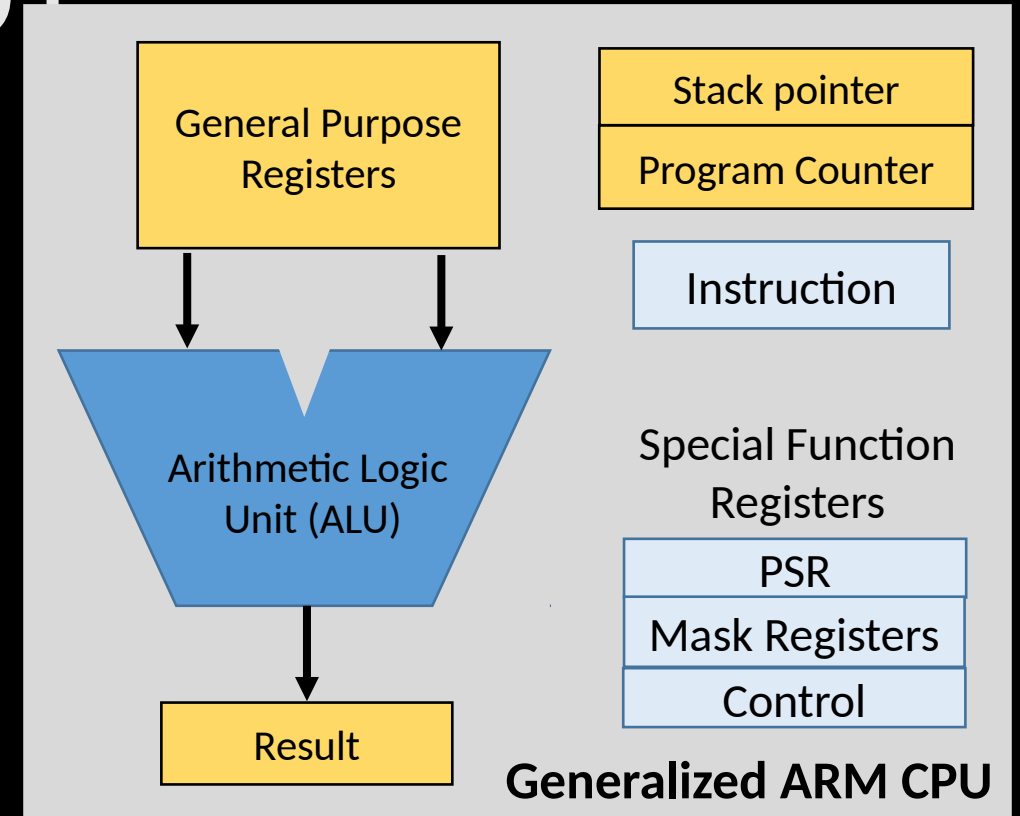 General Purpose
Registers
Stack pointer
Program Counter
Instruction
Arithmetic Logic
Unit (ALU)
Special Function
Registers
PSR
Mask Registers
Control
Result
Generalized ARM CPU